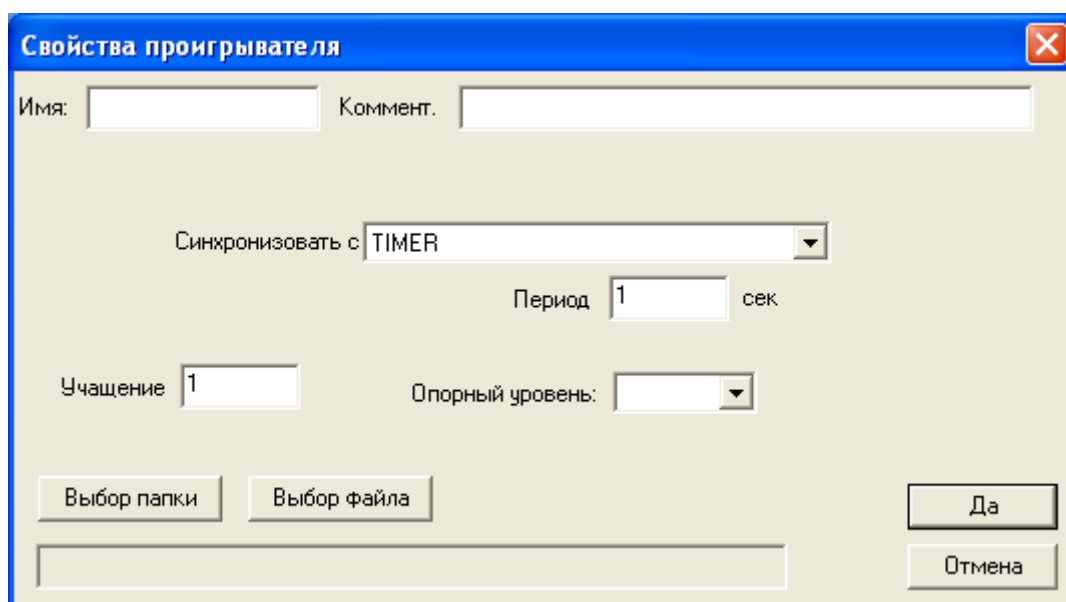 Свойства проигрывателя
Имя: Коммент.
Синхронизовать с TIMER
Период 1 сек
Учащение 1 Опорный уровень:
Выбор папки Выбор файла
Да
Отмена